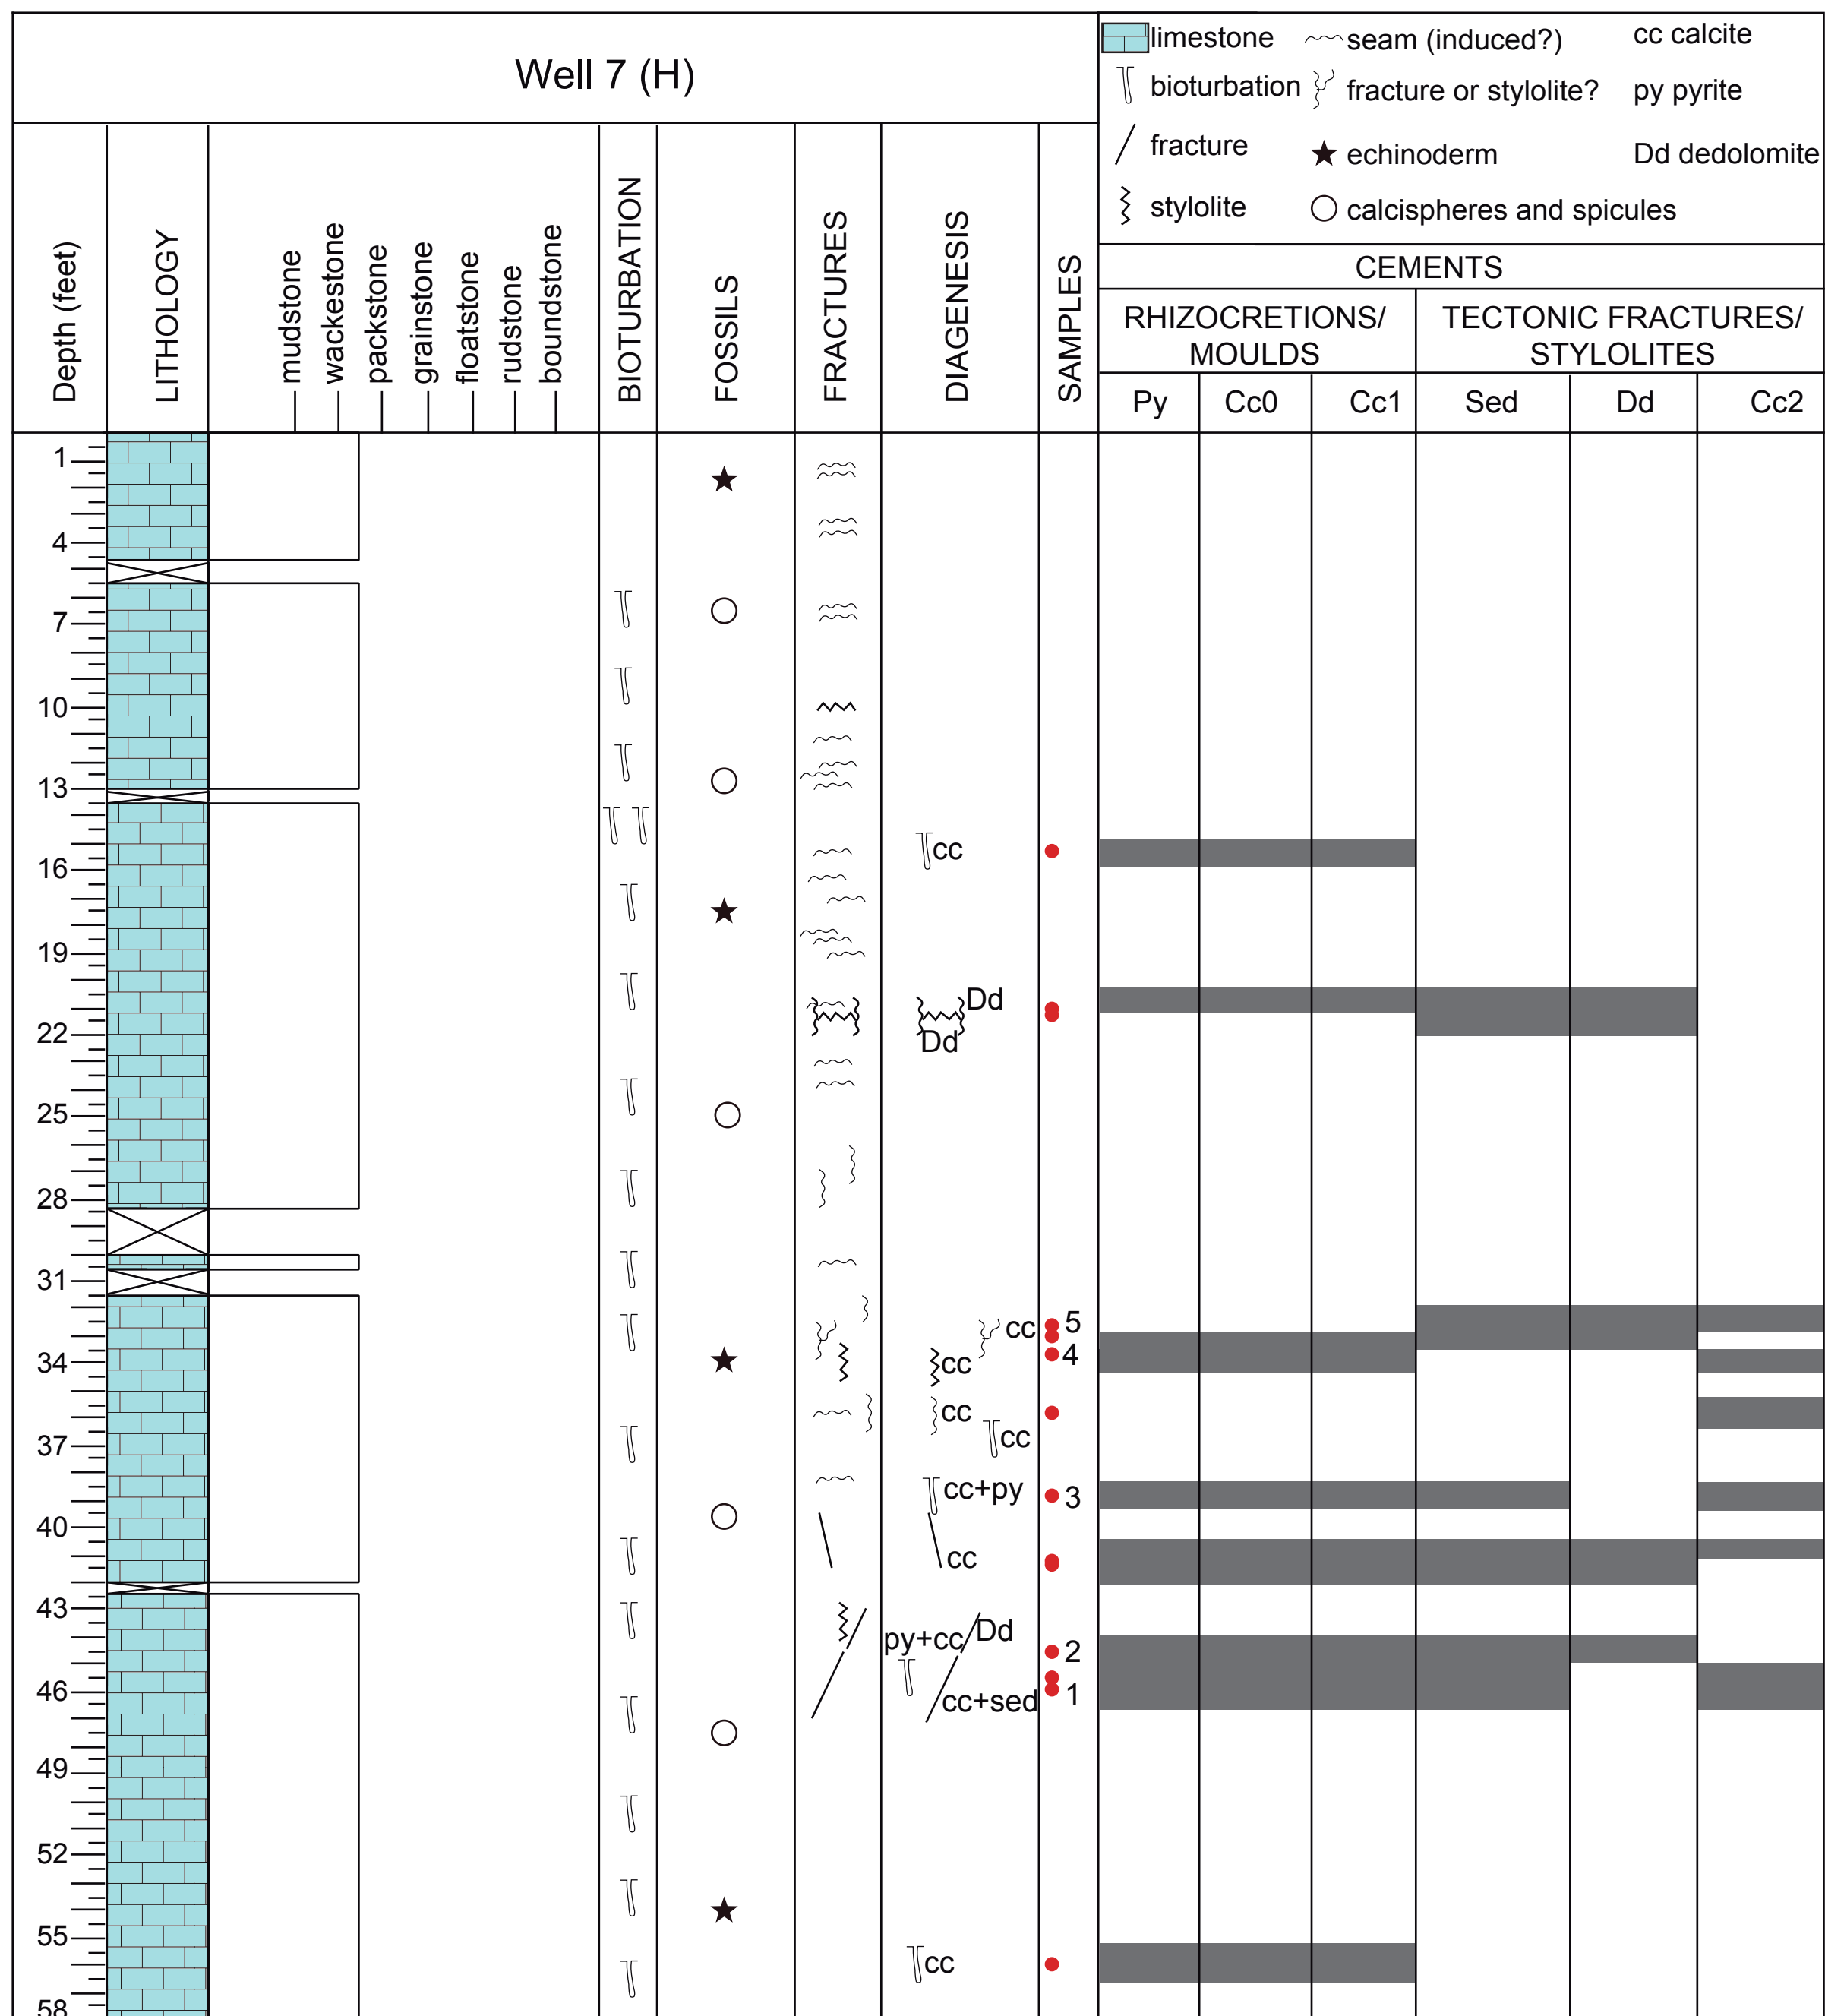 Well 7 (H)
limestone
seam (induced?)
cc calcite
bioturbation
fracture or stylolite?
py pyrite
fracture
echinoderm
Dd dedolomite
stylolite
calcispheres and spicules
CEMENTS
RHIZOCRETIONS/
MOULDS
TECTONIC FRACTURES/
STYLOLITES
Depth (feet)
LITHOLOGY
mudstone
wackestone
packstone
grainstone
floatstone
rudstone
boundstone
BIOTURBATION
FOSSILS
FRACTURES
DIAGENESIS
SAMPLES
Py
Cc0
Cc1
Sed
Dd
Cc2
1
4
7
10
13
cc
16
19
Dd
22
Dd
25
28
31
cc
5
34
cc
4
cc
37
cc
cc+py
3
40
cc
43
py+cc
Dd
2
46
cc+sed
1
49
52
55
cc
58